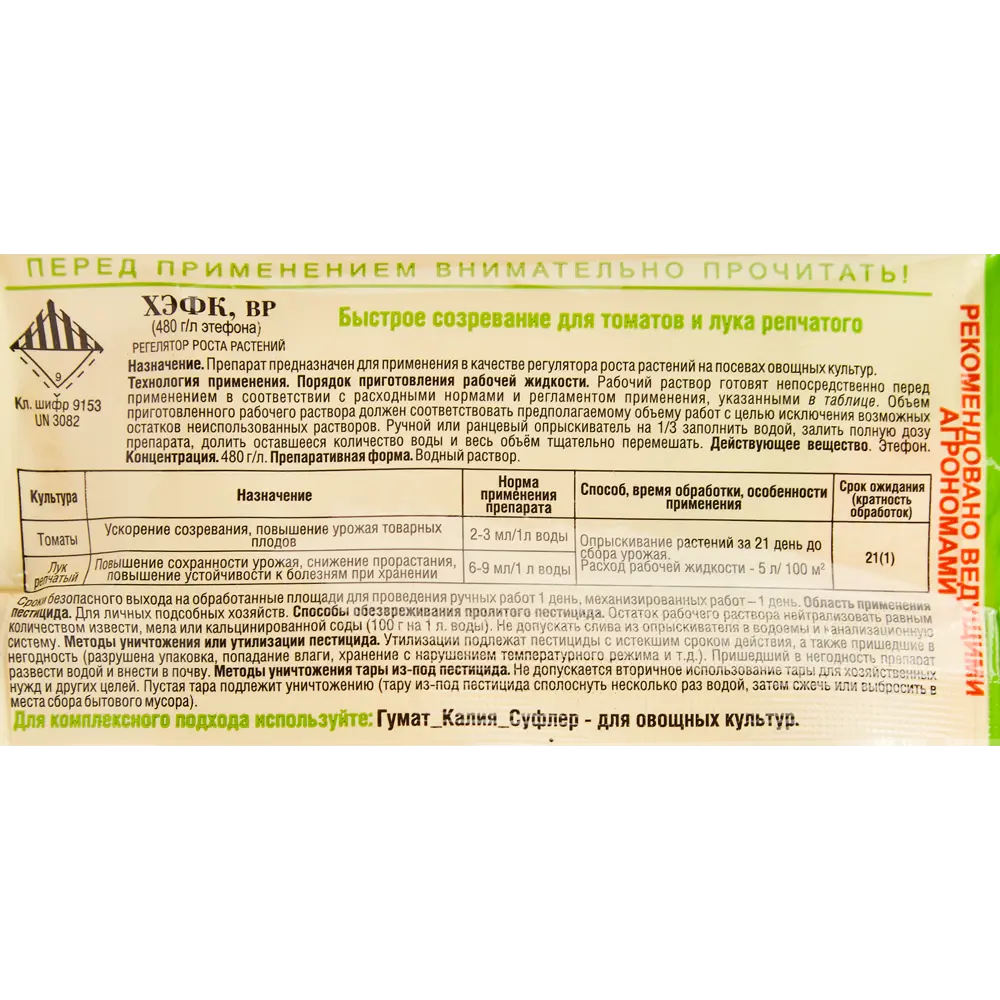 ПЕРЕД ПРИМЕНЕНИЕМ ВНИМАТЕЛЬНО ПРОЧИТАТЬ!
9
Кл. шифр 9153
UN 3082
ХЭФК, ВР
(480 г/л этефона)
РЕГЕЛЯТОР РОСТА РАСТЕНИЙ
Быстрое созревание для томатов и лука репчатого
Назначение. Препарат предназначен для применения в качестве регулятора роста растений на посевах овощных культур.
Технология применения. Порядок приготовления рабочей жидкости. Рабочий раствор готовят непосредственно перед
применением в соответствии с расходными нормами и регламентом применения, указанными в таблице. Объем
приготовленного рабочего раствора должен соответствовать предполагаемому объему работ с целью исключения возможных
остатков неиспользованных растворов. Ручной или ранцевый опрыскиватель на 1/3 заполнить водой, залить полную дозу
препарата, долить оставшееся количество воды и весь объём тщательно перемешать. Действующее вещество. Этефон.
Концентрация. 480 г/л. Препаративная форма. Водный раствор.
Культура
Назначение
Норма
применения
препарата
Способ, время обработки, особенности
применения
Срок ожидания
(кратность
обработок)
Томаты
Ускорение созревания, повышение урожая товарных
плодов
2-3 мл/1л воды
Опрыскивание растений за 21 день до
сбора урожая.
Расход рабочей жидкости - 5 л/ 100 м²
21(1)
Лук
репчатый
Повышение сохранности урожая, снижение прорастания,
повышение устойчивости к болезням при хранении
6-9 мл/1 л воды
Сроки безопасного выхода на обработанные площади для проведения ручных работ 1 день, механизированных работ – 1 день. Область применения
пестицида. Для личных подсобных хозяйств. Способы обезвреживания пролитого пестицида. Остаток рабочего раствора нейтрализовать равным
количеством извести, мела или кальцинированной соды (100 г на 1 л. воды). Не допускать слива из опрыскивателя в водоемы и канализационную
систему. Методы уничтожения или утилизации пестицида. Утилизации подлежат пестициды с истекшим сроком действия, а также пришедшие в
негодность (разрушена упаковка, попадание влаги, хранение с нарушением температурного режима и т.д.). Пришедший в негодность препарат
развести водой и внести в почву. Методы уничтожения тары из-под пестицида. Не допускается вторичное использование тары для хозяйственных
нужд и других целей. Пустая тара подлежит уничтожению (тару из-под пестицида сполоснуть несколько раз водой, затем сжечь или выбросить в
места сбора бытового мусора).
Для комплексного подхода используйте: Гумат_Калия_Суфлер - для овощных культур.
РЕКОМЕНДОВАНО ВЕДУЩИМИ
АГРОНОМАМИ